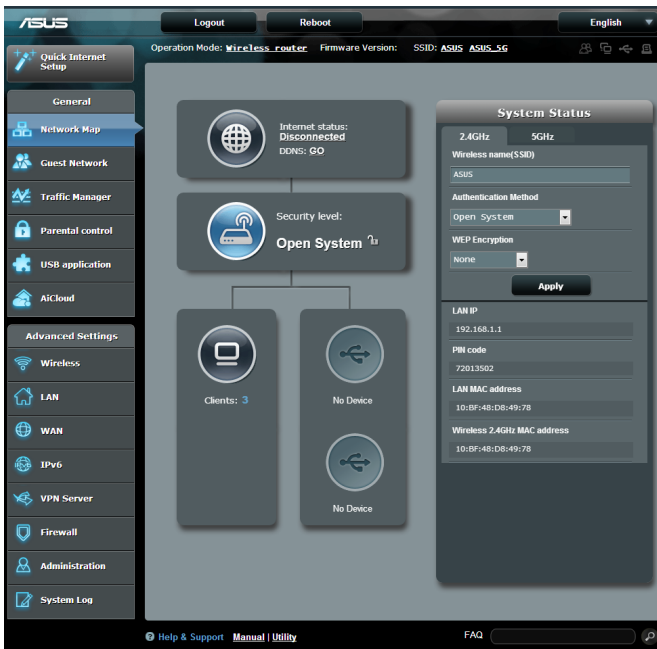 ASUS
Logout
Reboot
English
Operation Mode: Wireless router Firmware Version: SSID: ASUS ASUS_5G
Quick Internet
Setup
General
Network Map
Guest Network
Traffic Manager
Parental control
USB application
AiCloud
Advanced Settings
Wireless
LAN
WAN
IPv6
VPN Server
Firewall
Administration
System Log
Internet status:
Disconnected
DDNS: GO
Security level:
Open System
Clients: 3
No Device
No Device
System Status
2.4GHz 5GHz
Wireless name(SSID)
ASUS
Authentication Method
Open System
WEP Encryption
None
Apply
LAN IP
192.168.1.1
PIN code
72013502
LAN MAC address
10:BF:48:D8:49:78
Wireless 2.4GHz MAC address
10:BF:48:D8:49:78
Help & Support Manual | Utility
FAQ